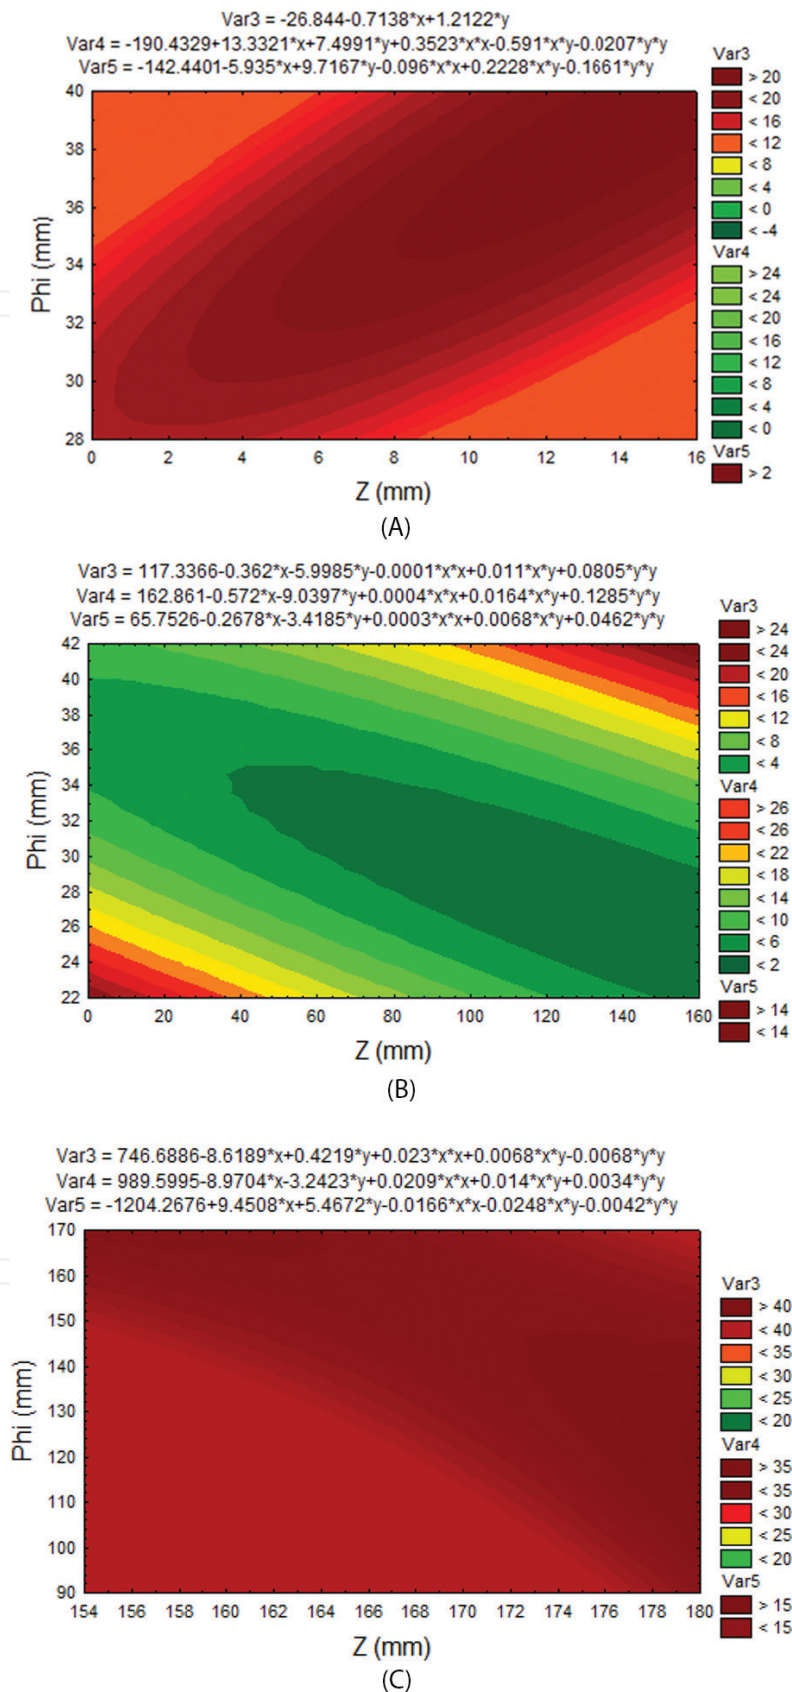 Var3 = -26.844-0.7138*x+1.2122*y
Var4 = -190.4329+13.3321*x+7.4991*y+0.3523*x*x-0.591*x*y-0.0207*y*y
Var5 = -142.4401-5.935*x+9.7167*y-0.096*x*x+0.2228*x*y-0.1661*y*y
40
38
36
34
32
30
28
Phi (mm)
0 2 4 6 8 10 12 14 16
Z (mm)
Var3
> 20
< 20
< 16
< 12
< 8
< 4
< 0
< -4
Var4
> 24
< 24
< 20
< 16
< 12
< 8
< 4
< 0
Var5
> 2
(A)
Var3 = 117.3366-0.362*x-5.9985*y-0.0001*x*x+0.011*x*y+0.0805*y*y
Var4 = 162.861-0.572*x-9.0397*y+0.0004*x*x+0.0164*x*y+0.1285*y*y
Var5 = 65.7526-0.2678*x-3.4185*y+0.0003*x*x+0.0068*x*y+0.0462*y*y
42
40
38
36
34
32
30
28
26
24
22
Phi (mm)
0 20 40 60 80 100 120 140 160
Z (mm)
Var3
> 24
< 24
< 20
< 16
< 12
< 8
< 4
Var4
> 26
< 26
< 22
< 18
< 14
< 10
< 6
< 2
Var5
> 14
< 14
(B)
Var3 = 746.6886-8.6189*x+0.4219*y+0.023*x*x+0.0068*x*y-0.0068*y*y
Var4 = 989.5995-8.9704*x-3.2423*y+0.0209*x*x+0.014*x*y+0.0034*y*y
Var5 = -1204.2676+9.4508*x+5.4672*y-0.0166*x*x-0.0248*x*y-0.0042*y*y
170
160
150
140
130
120
110
100
90
Phi (mm)
154 156 158 160 162 164 166 168 170 172 174 176 178 180
Z (mm)
Var3
> 40
< 40
< 35
< 30
< 25
< 20
Var4
> 35
< 35
< 30
< 25
< 20
Var5
> 15
< 15
(C)